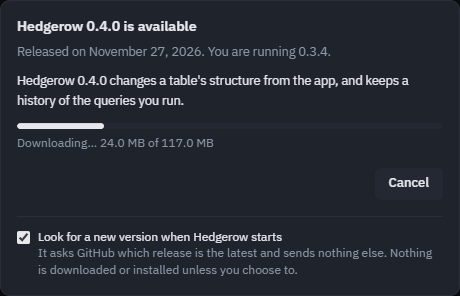 Hedgerow 0.4.0 is available
Released on November 27, 2026. You are running 0.3.4.
Hedgerow 0.4.0 changes a table's structure from the app, and keeps a
history of the queries you run.
Downloading... 24.0 MB of 117.0 MB
Cancel
Look for a new version when Hedgerow starts
It asks GitHub which release is the latest and sends nothing else. Nothing
is downloaded or installed unless you choose to.